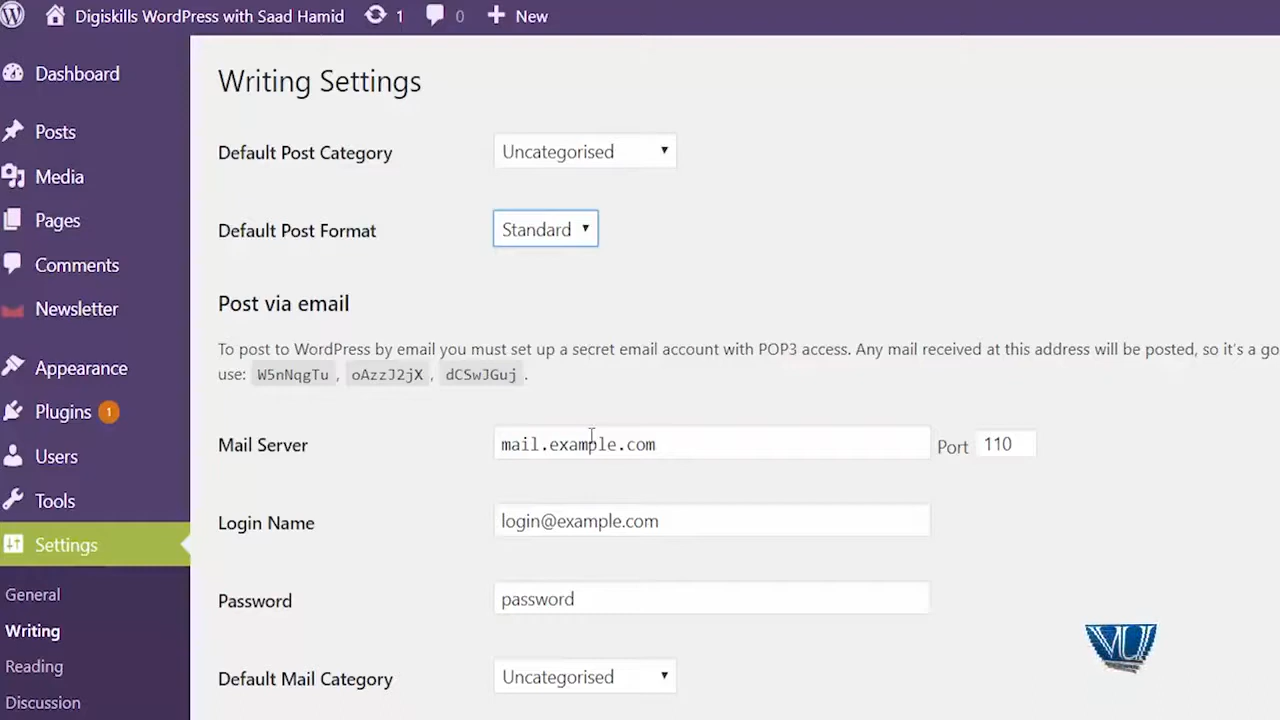 Digiskills WordPress with Saad Hamid 1 0 New
Dashboard
Posts
Media
Pages
Comments
Newsletter
Appearance
Plugins 1
Users
Tools
Settings
General
Writing
Reading
Discussion
Writing Settings
Default Post Category Uncategorised
Default Post Format Standard
Post via email
To post to WordPress by email you must set up a secret email account with POP3 access. Any mail received at this address will be posted, so it's a go
use: W5nNqgTu , oAzzJ2jX , dCSwJGuj .
Mail Server mail.example.com Port 110
Login Name login@example.com
Password password
Default Mail Category Uncategorised
VU